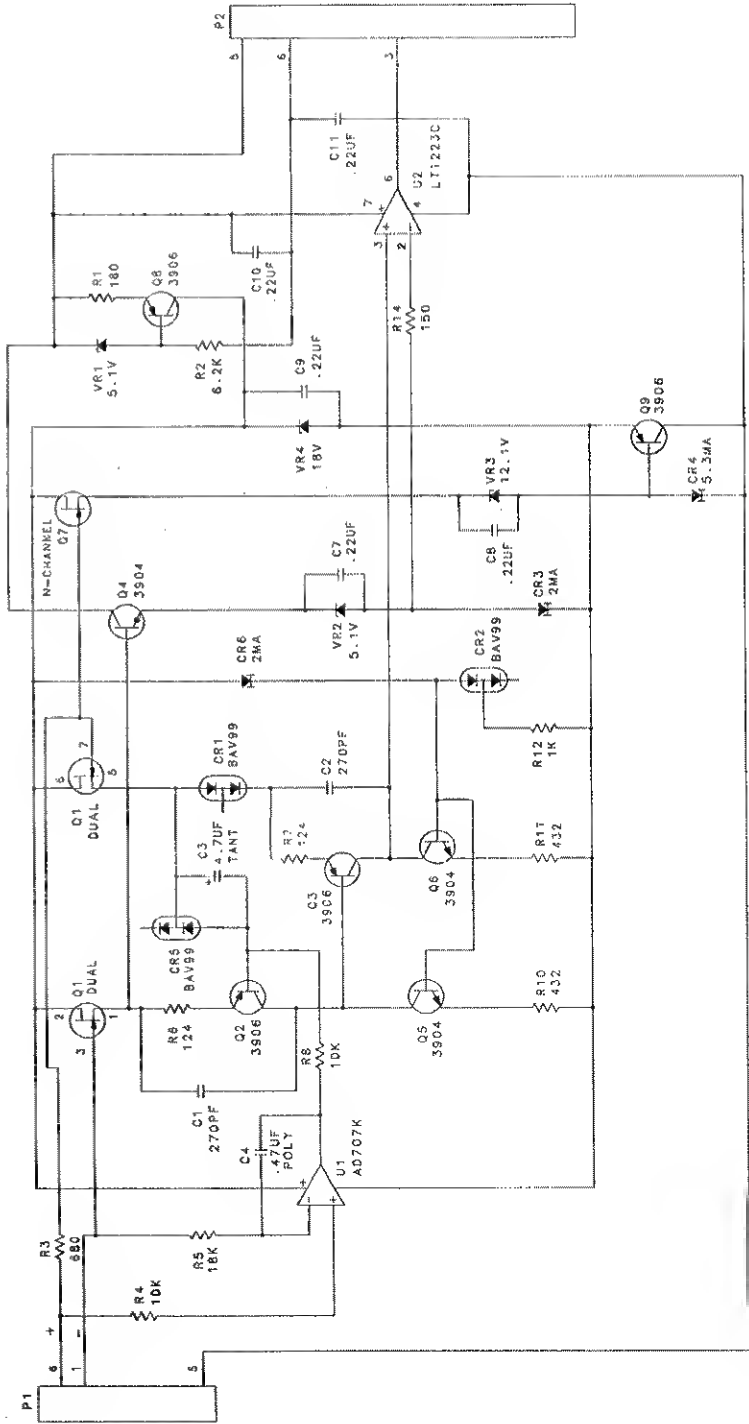 P1
6
+
1
-
5
R3
680
R4
10K
R5
18K
C4
.47UF
POLY
-
+
+
U1
AD707K
Q1
DUAL
2
3
1
C1
270PF
R6
124
Q2
3906
CR5
BAV99
10K
Q5
3904
R10
432
Q1
DUAL
6
7
C3
4.7UF
TANT
+
CR1
BAV99
C2
270PF
124
Q3
3906
Q6
3904
432
CR6
2MA
CR2
BAV99
R12
1K
N-CHANNEL
Q7
Q4
3904
C7
.22UF
VR2
5.1V
CR3
2MA
C8
.22UF
VR3
12.1V
Q9
3906
CR4
5.3MA
VR1
5.1V
R1
180
Q8
3906
R2
6.2K
VR4
18V
C9
.22UF
C10
.22UF
R14
150
3
2
7
+
+
-
6
4
U2
LT1223C
C11
.22UF
6
3
P2